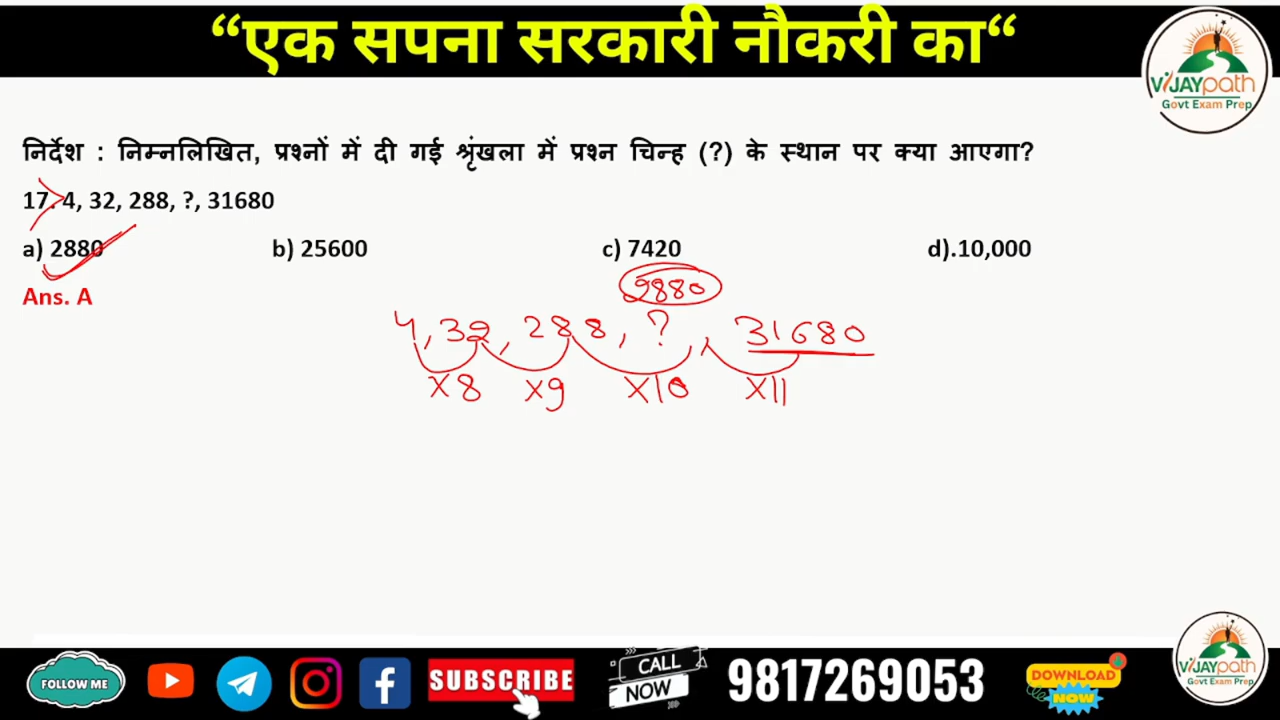 “एक सपना सरकारी नौकरी का“
VIJAYpath
Govt Exam Prep
निर्देश : निम्नलिखित, प्रश्नों में दी गई श्रृंखला में प्रश्न चिन्ह (?) के स्थान पर क्या आएगा?
17. 4, 32, 288, ?, 31680
a) 2880 b) 25600 c) 7420 d).10,000
Ans. A
2880
4, 32, 288, ?, 31680
X8 X9 X10 X11
VIJAYpath
Govt Exam Prep
FOLLOW ME
SUBSCRIBE
CALL
NOW
9817269053
DOWNLOAD
NOW